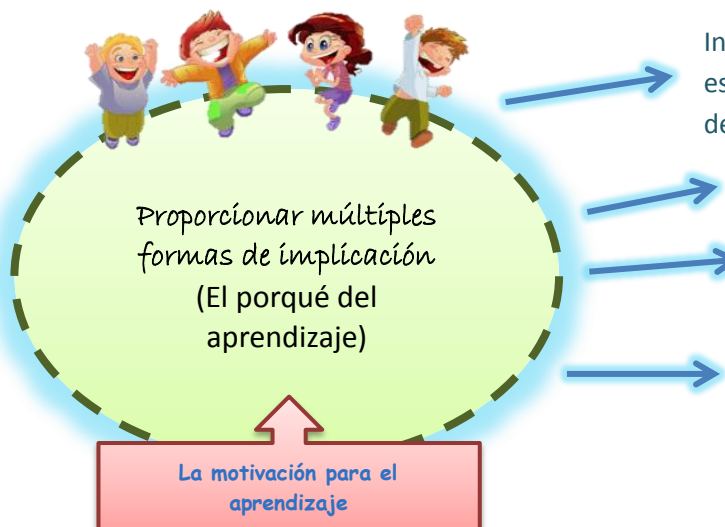 Proporcionar múltiples
formas de implicación
(El porqué del
aprendizaje)
La motivación para el
aprendizaje